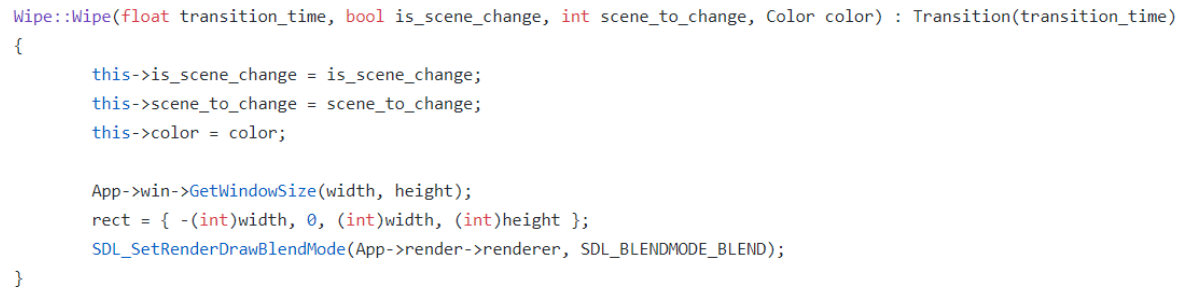 Wipe::Wipe(float transition_time, bool is_scene_change, int scene_to_change, Color color) : Transition(transition_time)
{
this->is_scene_change = is_scene_change;
this->scene_to_change = scene_to_change;
this->color = color;
App->win->GetWindowSize(width, height);
rect = { -(int)width, 0, (int)width, (int)height };
SDL_SetRenderDrawBlendMode(App->render->renderer, SDL_BLENDMODE_BLEND);
}